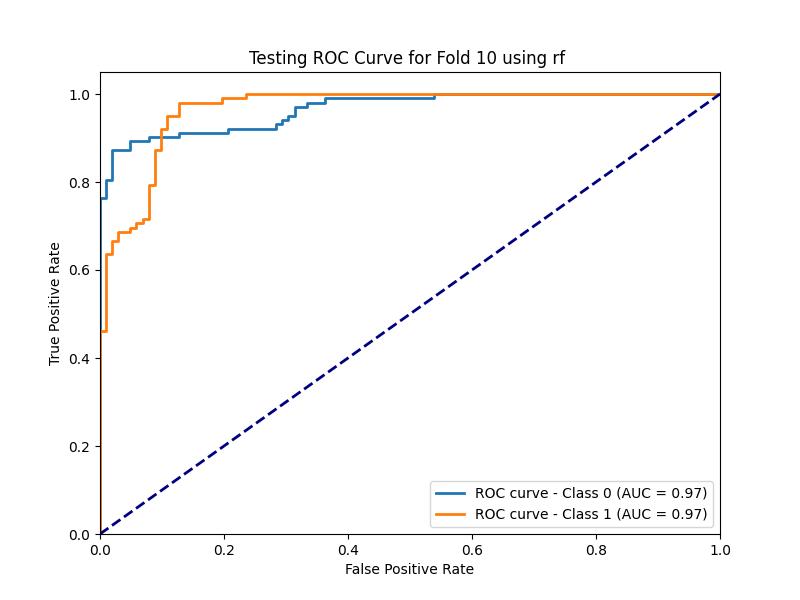 Testing ROC Curve for Fold 10 using rf
True Positive Rate
1.0
0.8
0.6
0.4
0.2
0.0
0.0 0.2 0.4 0.6 0.8 1.0
False Positive Rate
ROC curve - Class 0 (AUC = 0.97)
ROC curve - Class 1 (AUC = 0.97)